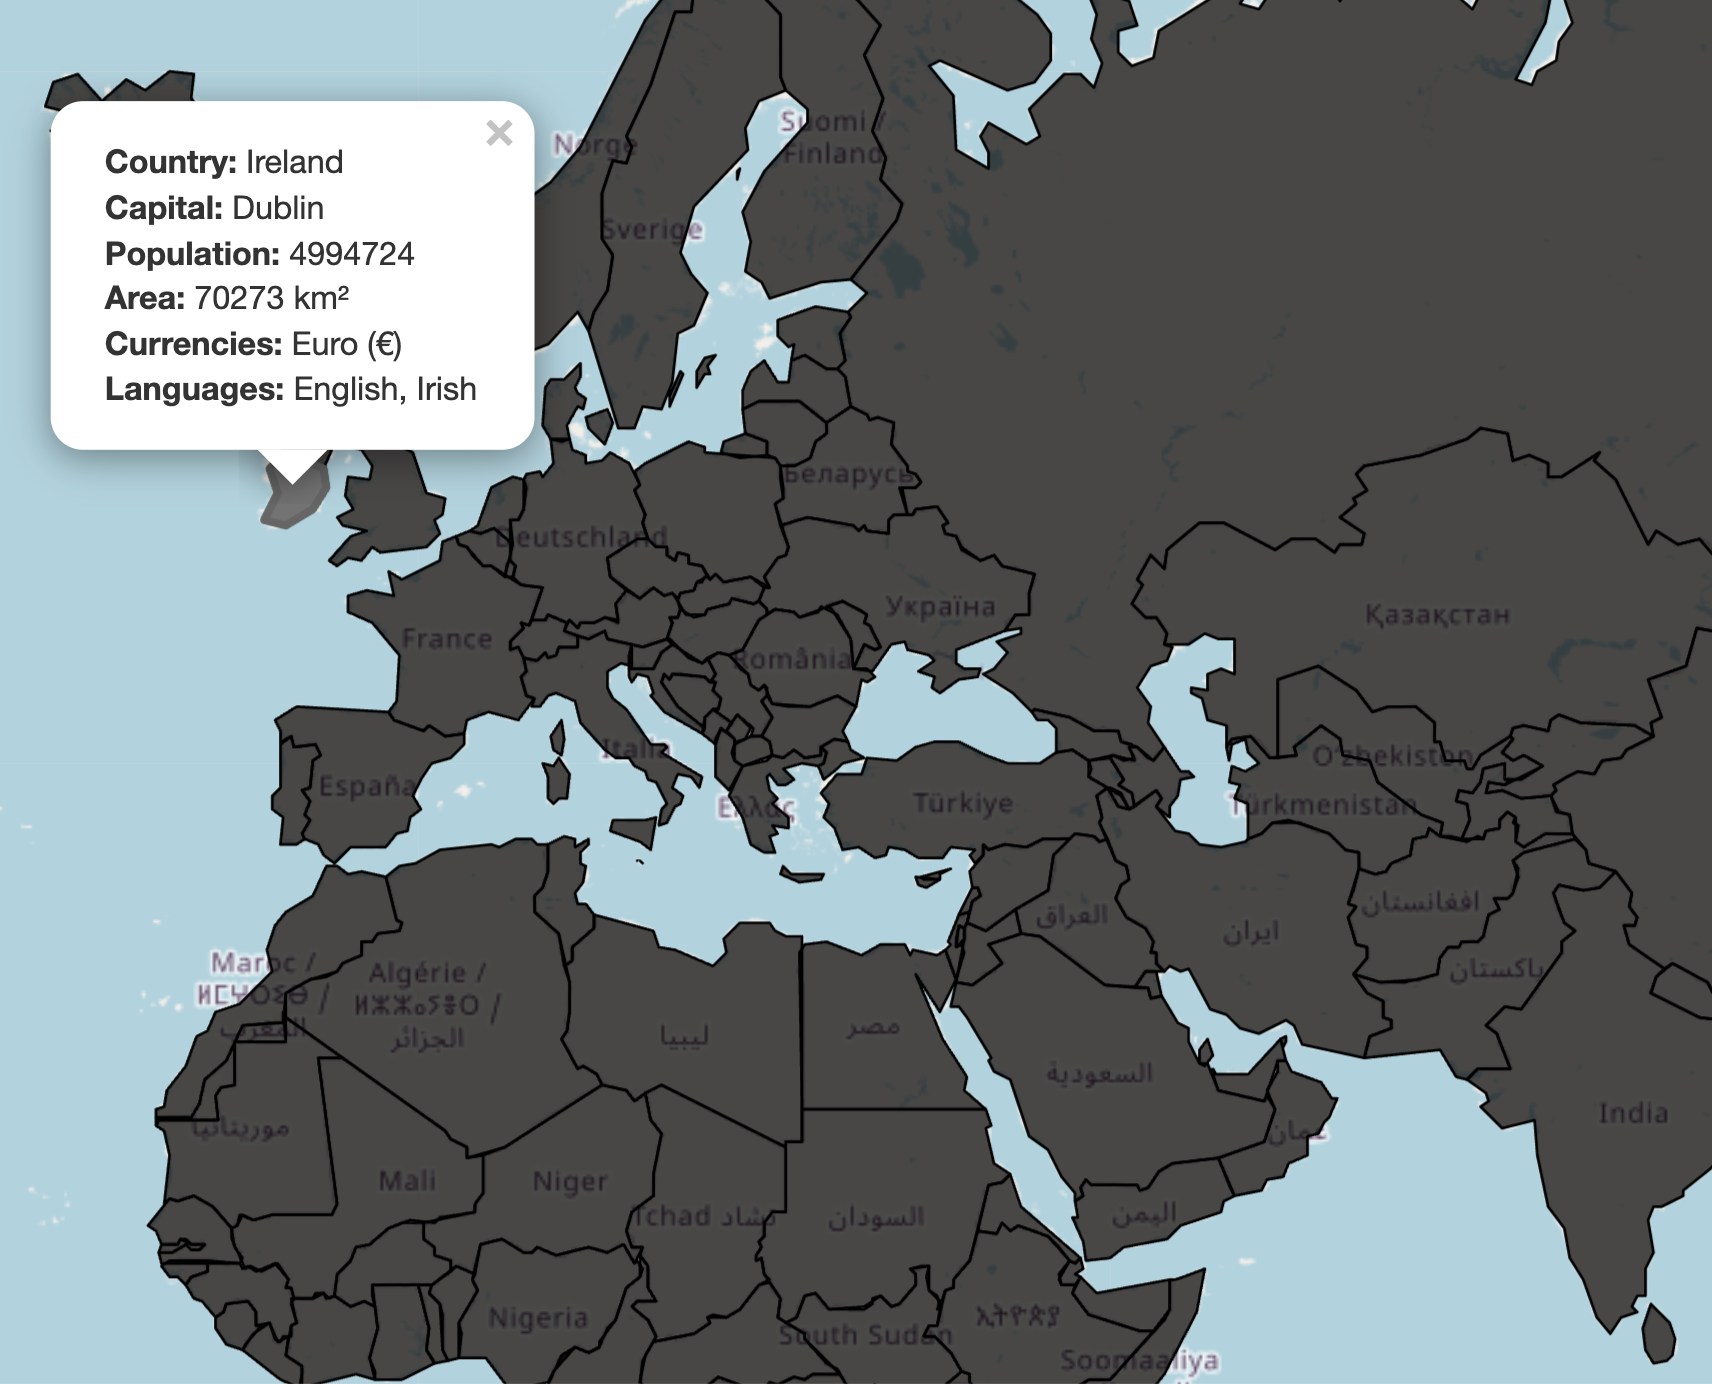 ×
Country: Ireland
Capital: Dublin
Population: 4994724
Area: 70273 km²
Currencies: Euro (€)
Languages: English, Irish
Norge
Suomi /
Finland
Sverige
Беларусь
Deutschland
Україна
Қазақстан
France
România
Italia
Oʻzbekiston
España
Ελλάς
Türkiye
Türkmenistan
افغانستان
العراق
ایران
پاکستان
Maroc /
ⵍⵎⵖⵔⵉⴱ /
المغرب
Algérie /
ⵍⵣⵣⴰⵢⴻⵔ /
الجزائر
ليبيا
مصر
السعودية
India
موريتانيا
عمان
Mali
Niger
Tchad تشاد
السودان
اليمن
Nigeria
South Sudan
ኢትዮጵያ
Soomaaliya